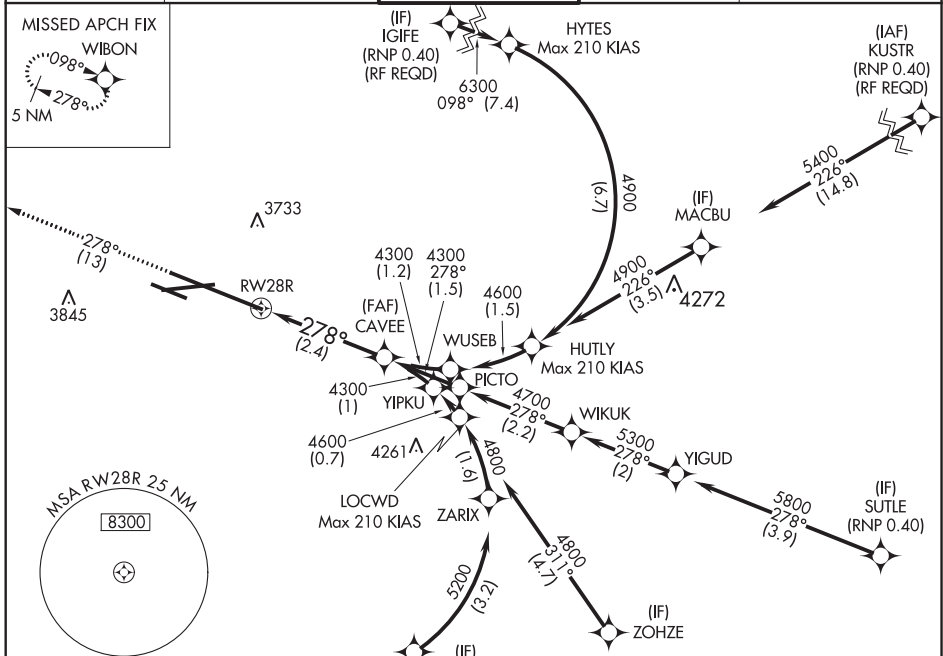 MISSED APCH FIX
WIBON
098°
278°
5 NM
(IF)
IGIFE
(RNP 0.40)
(RF REQD)
6300
098° (7.4)
HYTES
Max 210 KIAS
(IAF)
KUSTR
(RNP 0.40)
(RF REQD)
5400
226°
(14.8)
4900
(6.7)
(IF)
MACBU
4900
226°
(3.5)
4272
3733
278°
(13)
3845
RW28R
278°
(2.4)
(FAF)
CAVEE
4300
(1.2)
4300
278°
(1.5)
4600
(1.5)
WUSEB
HUTLY
Max 210 KIAS
PICTO
4300
(1)
YIPKU
4700
278°
(2.2)
WIKUK
5300
278°
(2)
YIGUD
5800
278°
(3.9)
(IF)
SUTLE
(RNP 0.40)
4600
(0.7)
4261
LOCWD
Max 210 KIAS
4800
(1.6)
ZARIX
4800
311°
(4.7)
(IF)
ZOHZE
5200
(3.2)
(IF)
MSA RW28R 25 NM
8300